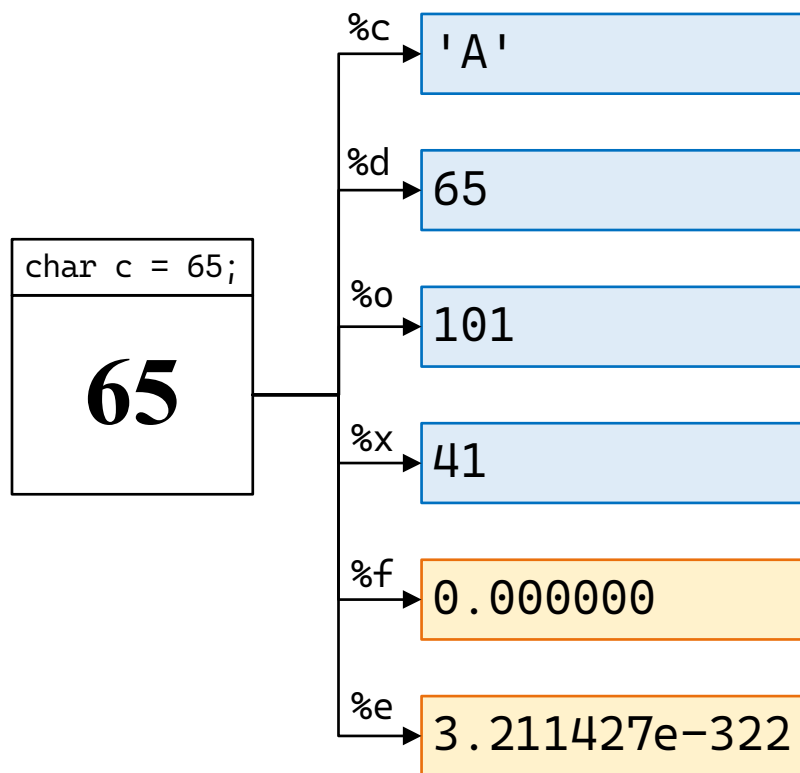 char c = 65;
65
%c
'A'
%d
65
%o
101
%x
41
%f
0.000000
%e
3.211427e−322